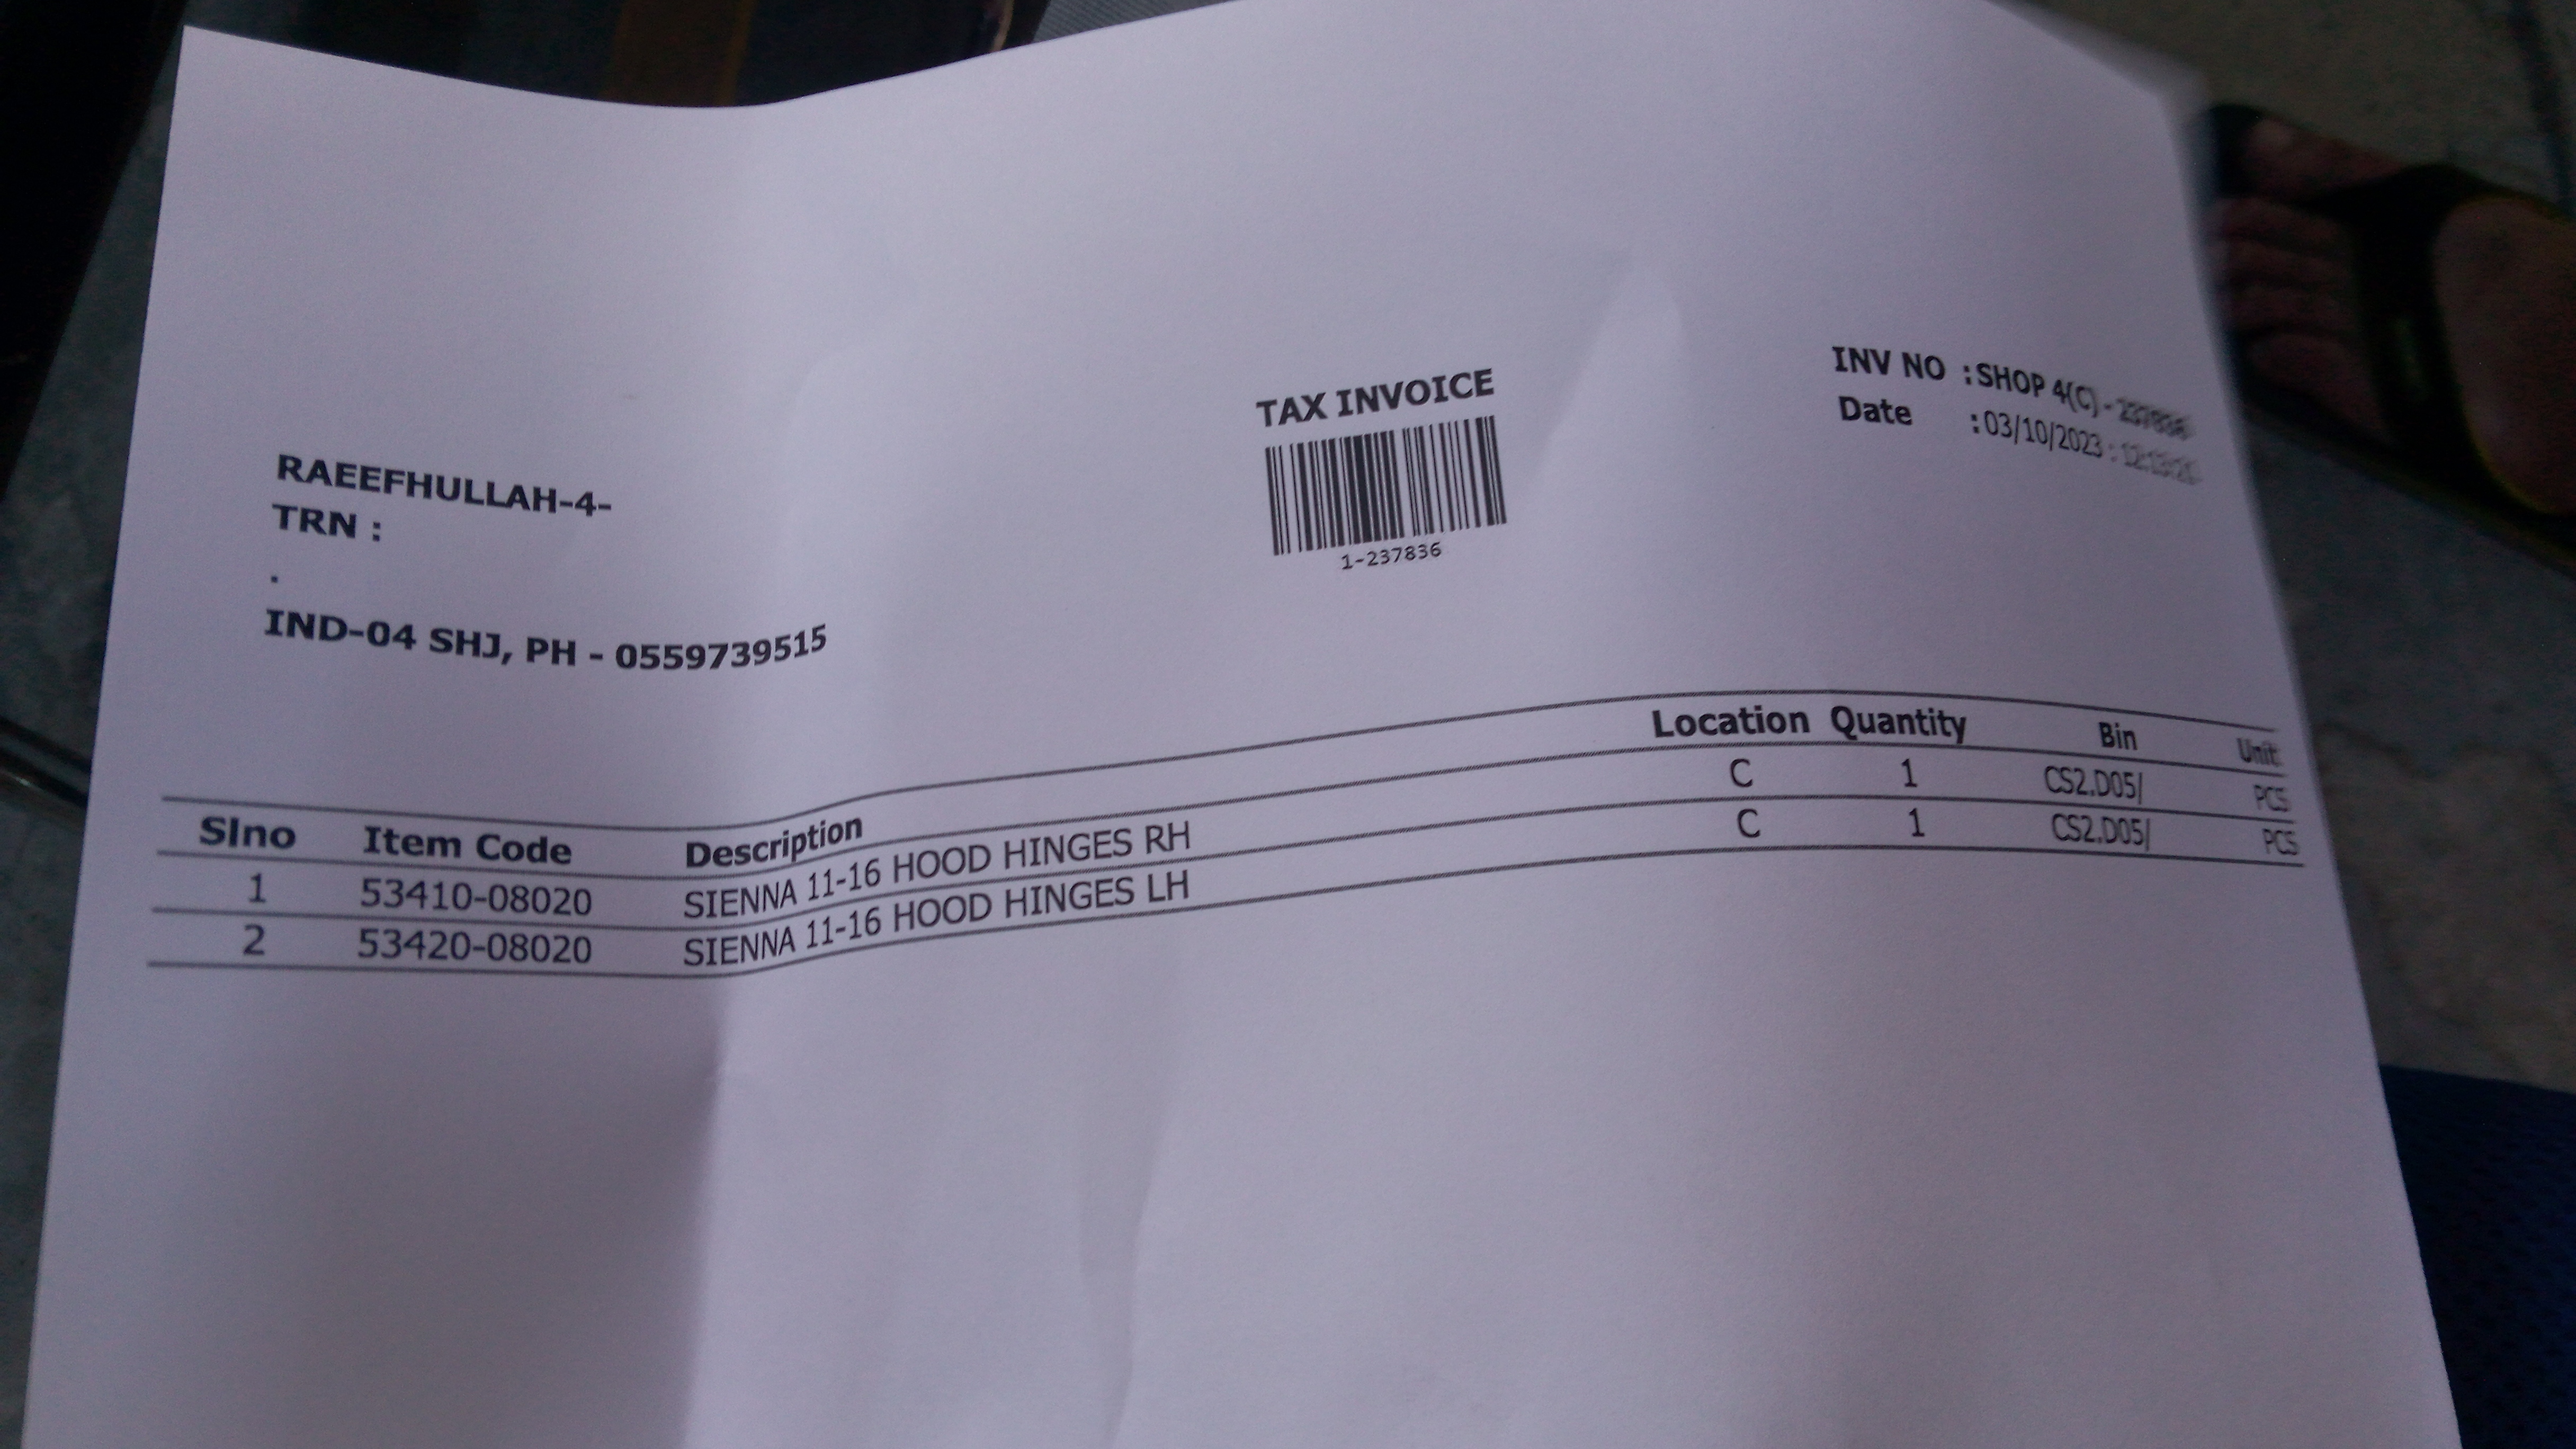 TAX INVOICE
1-237836
INV NO : SHOP 4(C) - 237836
Date : 03/10/2023 :
RAEEFHULLAH-4-
TRN :
.
IND-04 SHJ, PH - 0559739515
Slno Item Code Description Location Quantity Bin Unit
1 53410-08020 SIENNA 11-16 HOOD HINGES RH C 1 CS2.D05/ PCS
2 53420-08020 SIENNA 11-16 HOOD HINGES LH C 1 CS2.D05/ PCS